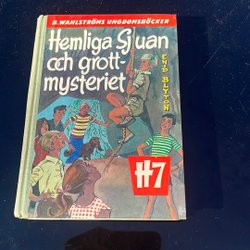 B. WAHLSTRÖMS UNGDOMSBÖCKER
Hemliga Sjuan
och grott-
mysteriet
ENID BLYTON
H7